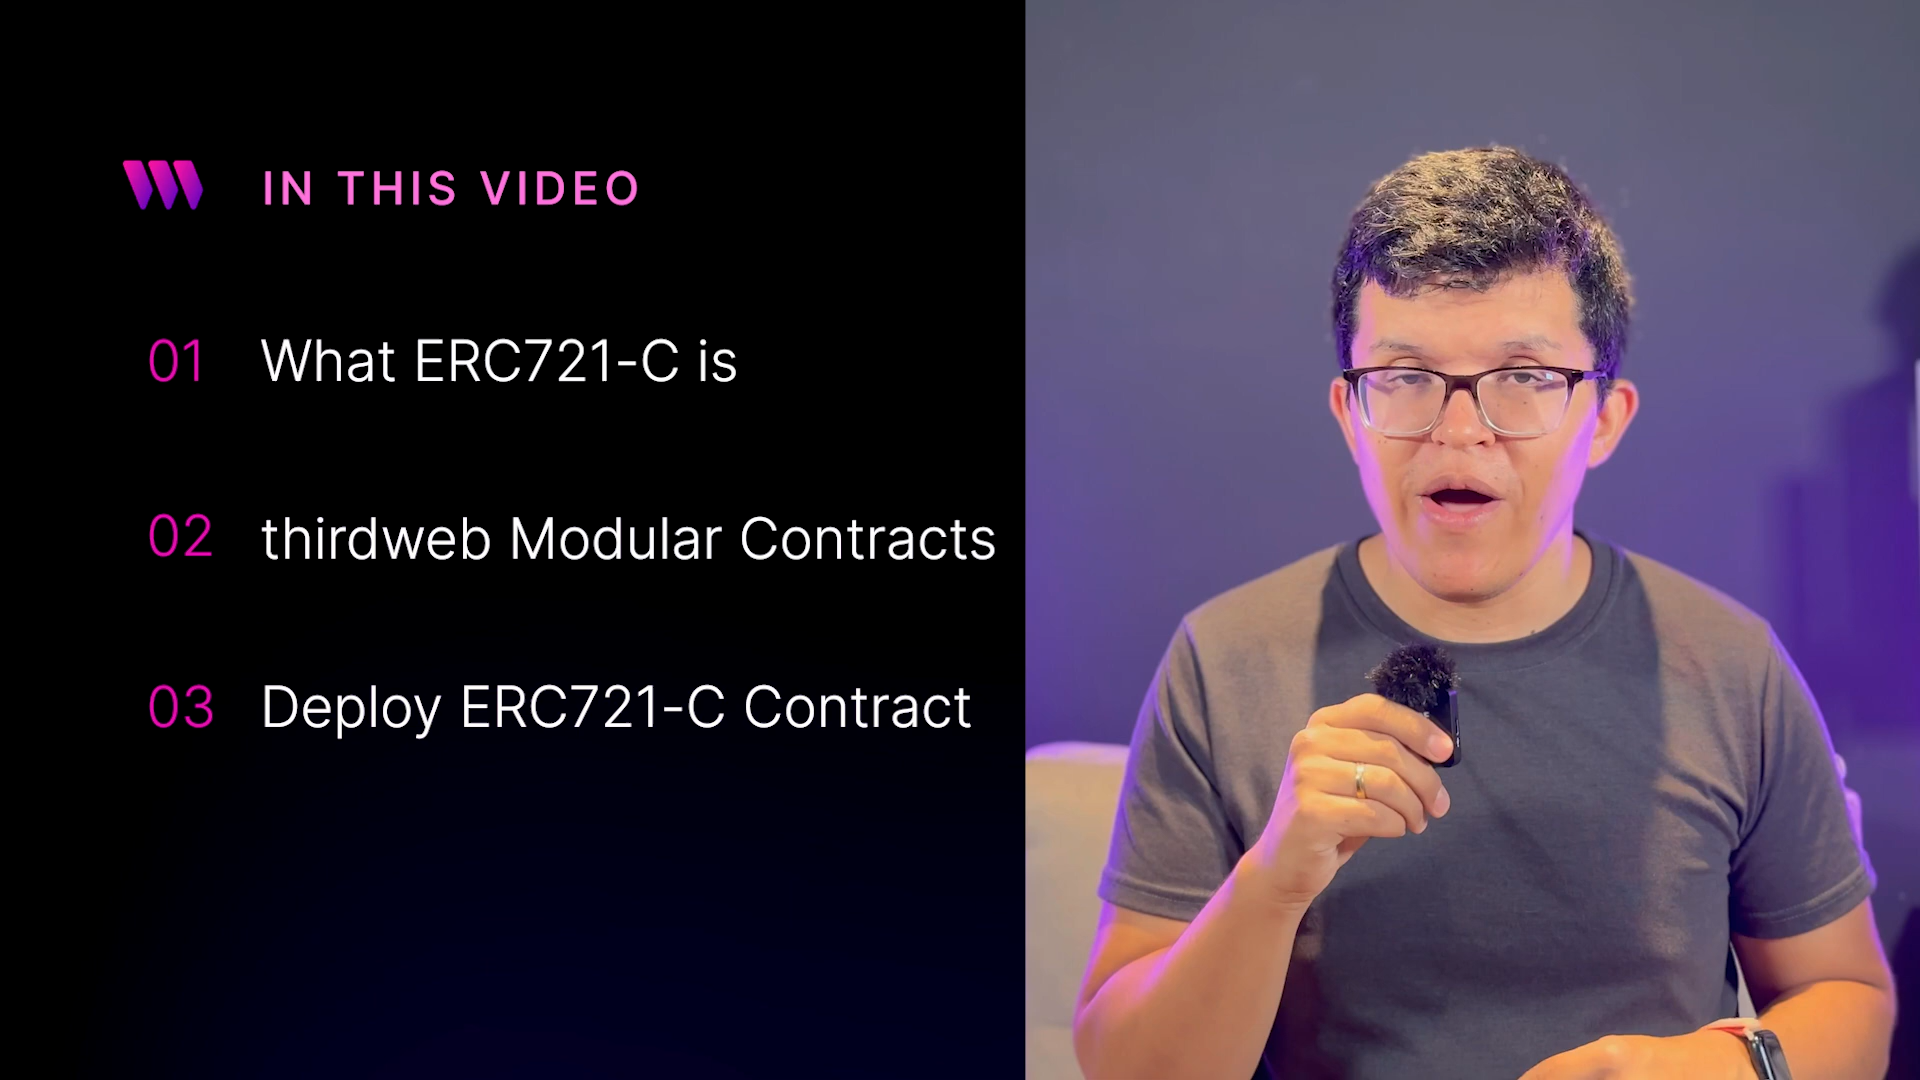 IN THIS VIDEO
01 What ERC721-C is
02 thirdweb Modular Contracts
03 Deploy ERC721-C Contract